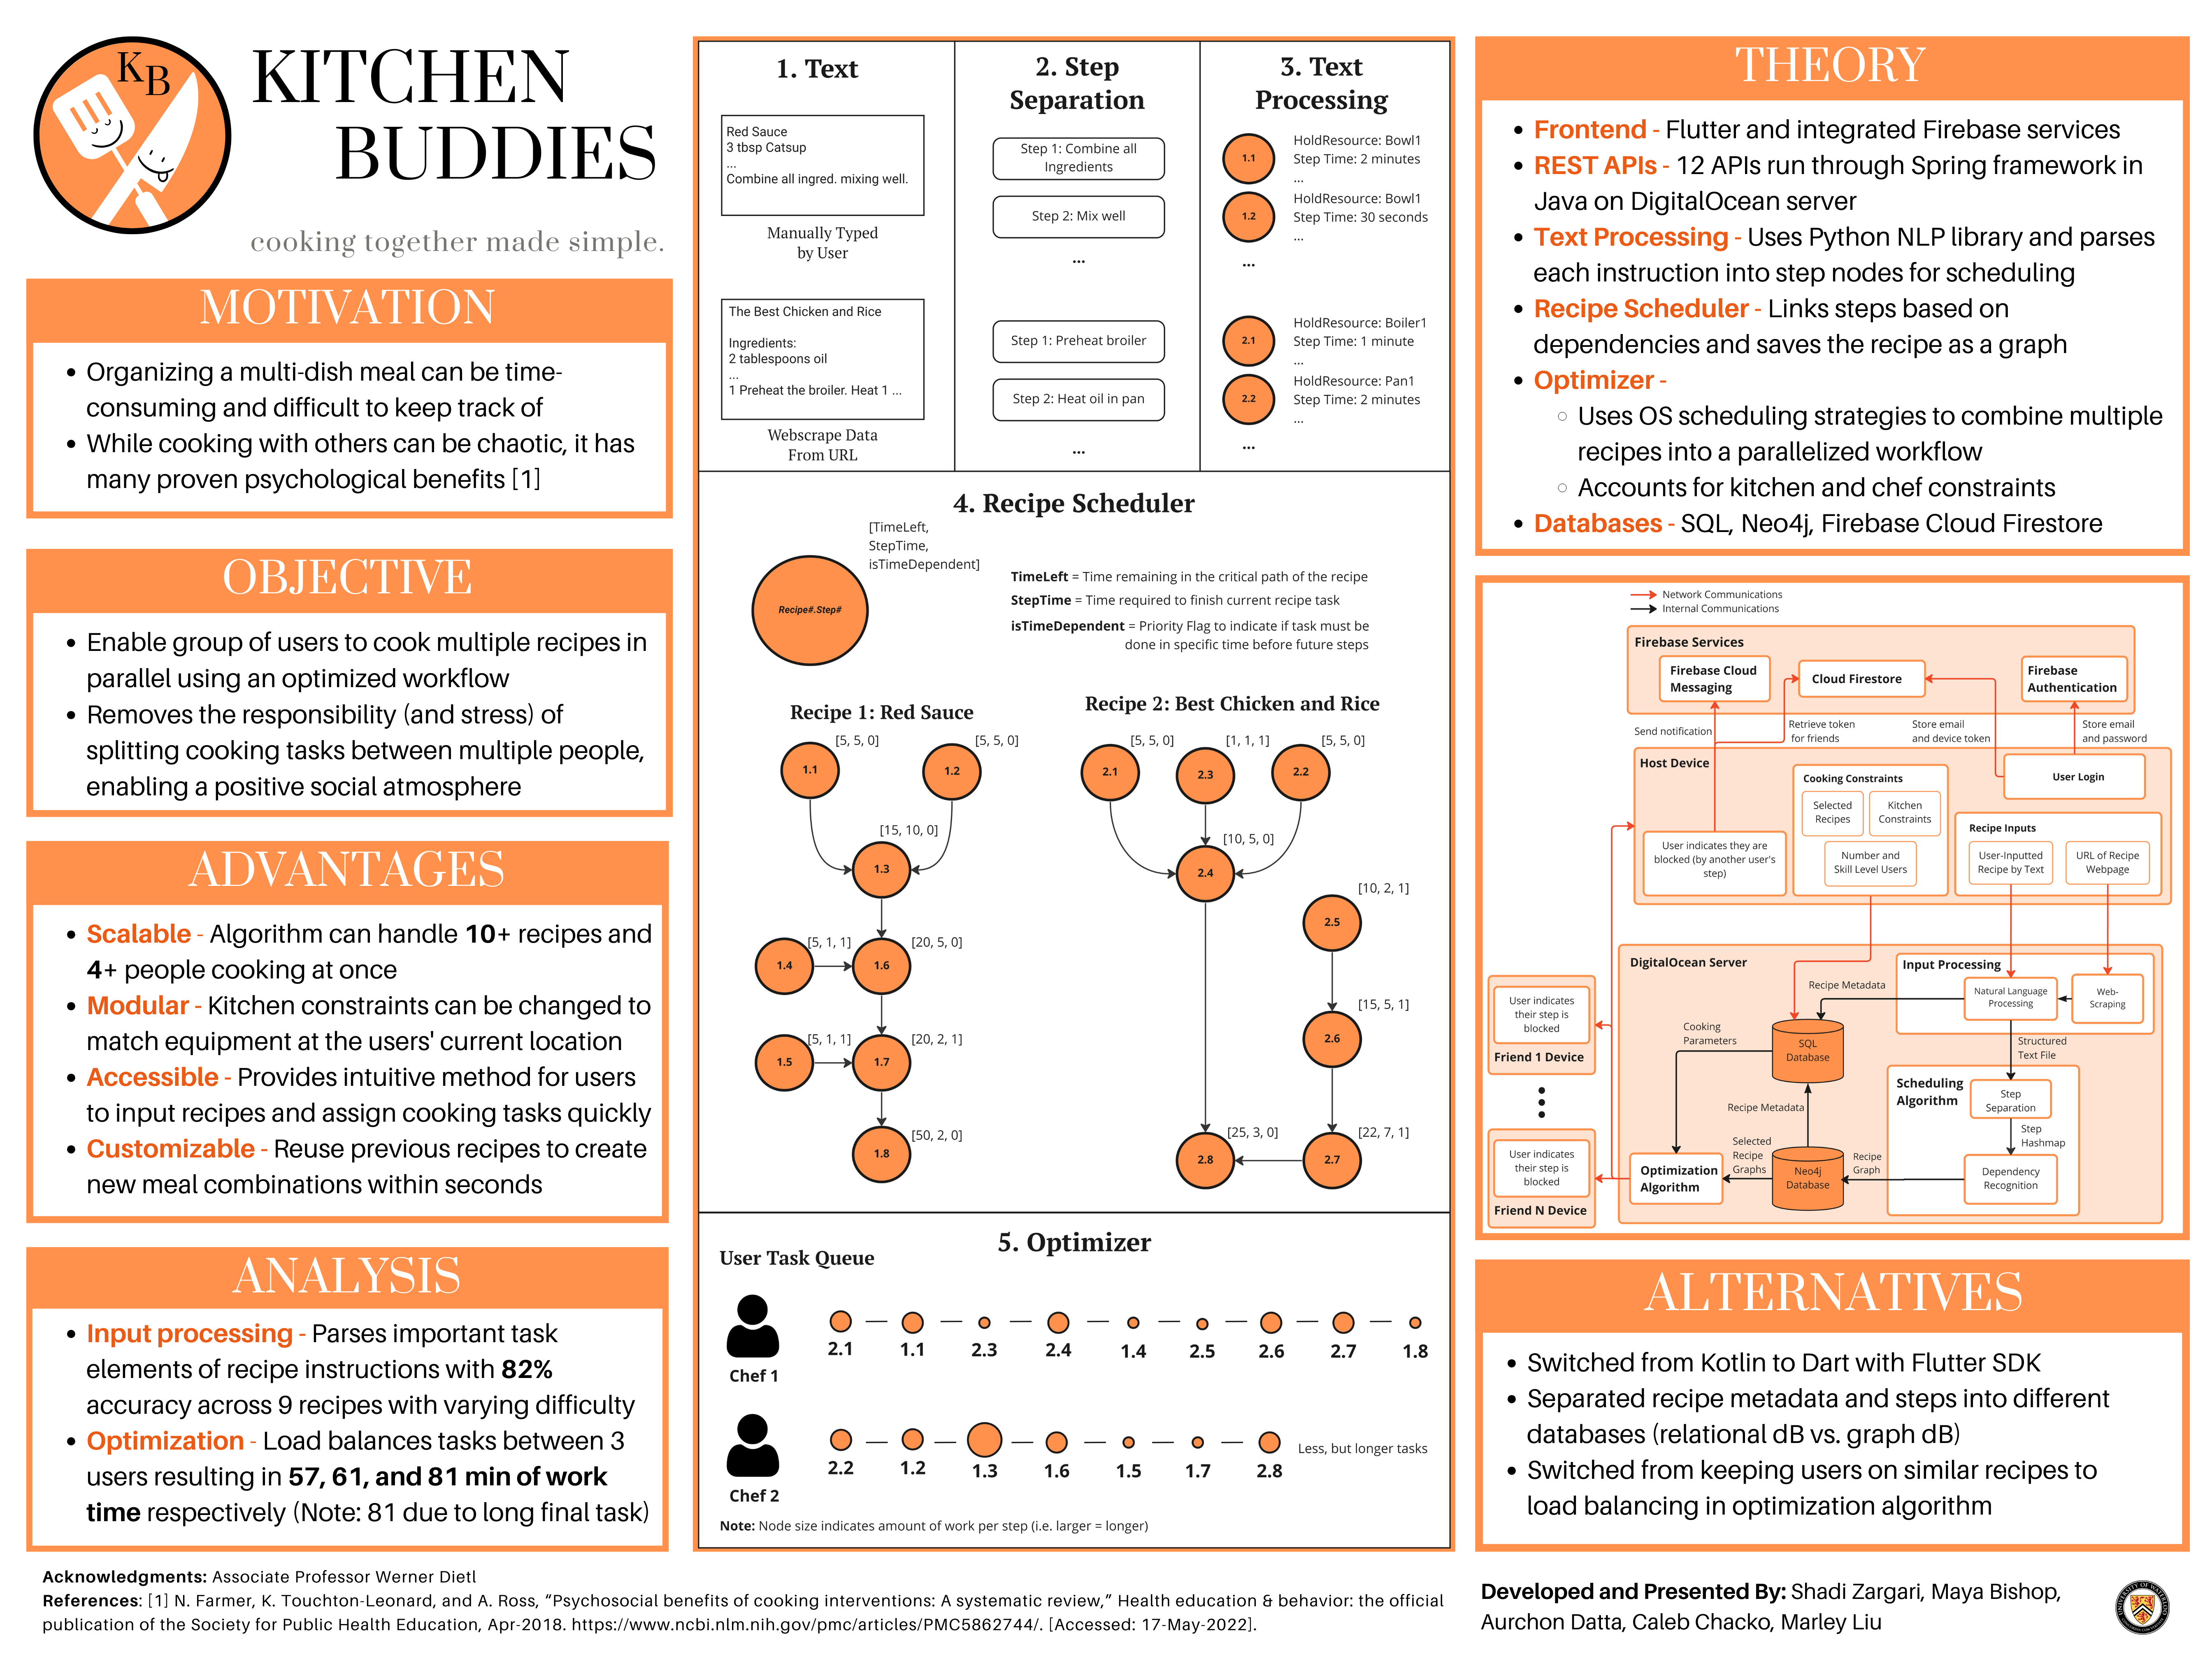 KB
KITCHEN
BUDDIES
cooking together made simple.
MOTIVATION
• Organizing a multi-dish meal can be time-
consuming and difficult to keep track of
• While cooking with others can be chaotic, it has
many proven psychological benefits [1]
OBJECTIVE
• Enable group of users to cook multiple recipes in
parallel using an optimized workflow
• Removes the responsibility (and stress) of
splitting cooking tasks between multiple people,
enabling a positive social atmosphere
ADVANTAGES
• Scalable - Algorithm can handle 10+ recipes and
4+ people cooking at once
• Modular - Kitchen constraints can be changed to
match equipment at the users' current location
• Accessible - Provides intuitive method for users
to input recipes and assign cooking tasks quickly
• Customizable - Reuse previous recipes to create
new meal combinations within seconds
ANALYSIS
• Input processing - Parses important task
elements of recipe instructions with 82%
accuracy across 9 recipes with varying difficulty
• Optimization - Load balances tasks between 3
users resulting in 57, 61, and 81 min of work
time respectively (Note: 81 due to long final task)
1. Text
Red Sauce
3 tbsp Catsup
...
Combine all ingred. mixing well.
Manually Typed
by User
The Best Chicken and Rice
Ingredients:
2 tablespoons oil
...
1 Preheat the broiler. Heat 1 ...
Webscrape Data
From URL
2. Step
Separation
Step 1: Combine all
Ingredients
Step 2: Mix well
...
Step 1: Preheat broiler
Step 2: Heat oil in pan
...
3. Text
Processing
1.1
HoldResource: Bowl1
Step Time: 2 minutes
...
1.2
HoldResource: Bowl1
Step Time: 30 seconds
...
...
2.1
HoldResource: Boiler1
Step Time: 1 minute
...
2.2
HoldResource: Pan1
Step Time: 2 minutes
...
...
4. Recipe Scheduler
Recipe#.Step#
[TimeLeft,
StepTime,
isTimeDependent]
TimeLeft = Time remaining in the critical path of the recipe
StepTime = Time required to finish current recipe task
isTimeDependent = Priority Flag to indicate if task must be
done in specific time before future steps
Recipe 1: Red Sauce
1.1 [5, 5, 0]
1.2 [5, 5, 0]
1.3 [15, 10, 0]
1.4 [5, 1, 1]
1.6 [20, 5, 0]
1.5 [5, 1, 1]
1.7 [20, 2, 1]
1.8 [50, 2, 0]
Recipe 2: Best Chicken and Rice
2.1 [5, 5, 0]
2.3 [1, 1, 1]
2.2 [5, 5, 0]
2.4 [10, 5, 0]
2.5 [10, 2, 1]
2.6 [15, 5, 1]
2.8 [25, 3, 0]
2.7 [22, 7, 1]
5. Optimizer
User Task Queue
Chef 1
2.1 1.1 2.3 2.4 1.4 2.5 2.6 2.7 1.8
Chef 2
2.2 1.2 1.3 1.6 1.5 1.7 2.8
Less, but longer tasks
Note: Node size indicates amount of work per step (i.e. larger = longer)
THEORY
• Frontend - Flutter and integrated Firebase services
• REST APIs - 12 APIs run through Spring framework in
Java on DigitalOcean server
• Text Processing - Uses Python NLP library and parses
each instruction into step nodes for scheduling
• Recipe Scheduler - Links steps based on
dependencies and saves the recipe as a graph
• Optimizer -
○ Uses OS scheduling strategies to combine multiple
recipes into a parallelized workflow
○ Accounts for kitchen and chef constraints
• Databases - SQL, Neo4j, Firebase Cloud Firestore
Network Communications
Internal Communications
Firebase Services
Firebase Cloud
Messaging
Cloud Firestore
Firebase
Authentication
Send notification
Retrieve token
for friends
Store email
and device token
Store email
and password
Host Device
User indicates they are
blocked (by another user's
step)
Cooking Constraints
Selected
Recipes
Kitchen
Constraints
Number and
Skill Level Users
User Login
Recipe Inputs
User-Inputted
Recipe by Text
URL of Recipe
Webpage
DigitalOcean Server
Input Processing
Natural Language
Processing
Web-
Scraping
Recipe Metadata
Cooking
Parameters
SQL
Database
Structured
Text File
Scheduling
Algorithm
Step
Separation
Step
Hashmap
Dependency
Recognition
Recipe Metadata
Recipe
Graph
Neo4j
Database
Selected
Recipe
Graphs
Optimization
Algorithm
User indicates
their step is
blocked
Friend 1 Device
User indicates
their step is
blocked
Friend N Device
ALTERNATIVES
• Switched from Kotlin to Dart with Flutter SDK
• Separated recipe metadata and steps into different
databases (relational dB vs. graph dB)
• Switched from keeping users on similar recipes to
load balancing in optimization algorithm
Acknowledgments: Associate Professor Werner Dietl
References: [1] N. Farmer, K. Touchton-Leonard, and A. Ross, “Psychosocial benefits of cooking interventions: A systematic review,” Health education & behavior: the official
publication of the Society for Public Health Education, Apr-2018. https://www.ncbi.nlm.nih.gov/pmc/articles/PMC5862744/. [Accessed: 17-May-2022].
Developed and Presented By: Shadi Zargari, Maya Bishop,
Aurchon Datta, Caleb Chacko, Marley Liu
UNIVERSITY OF WATERLOO